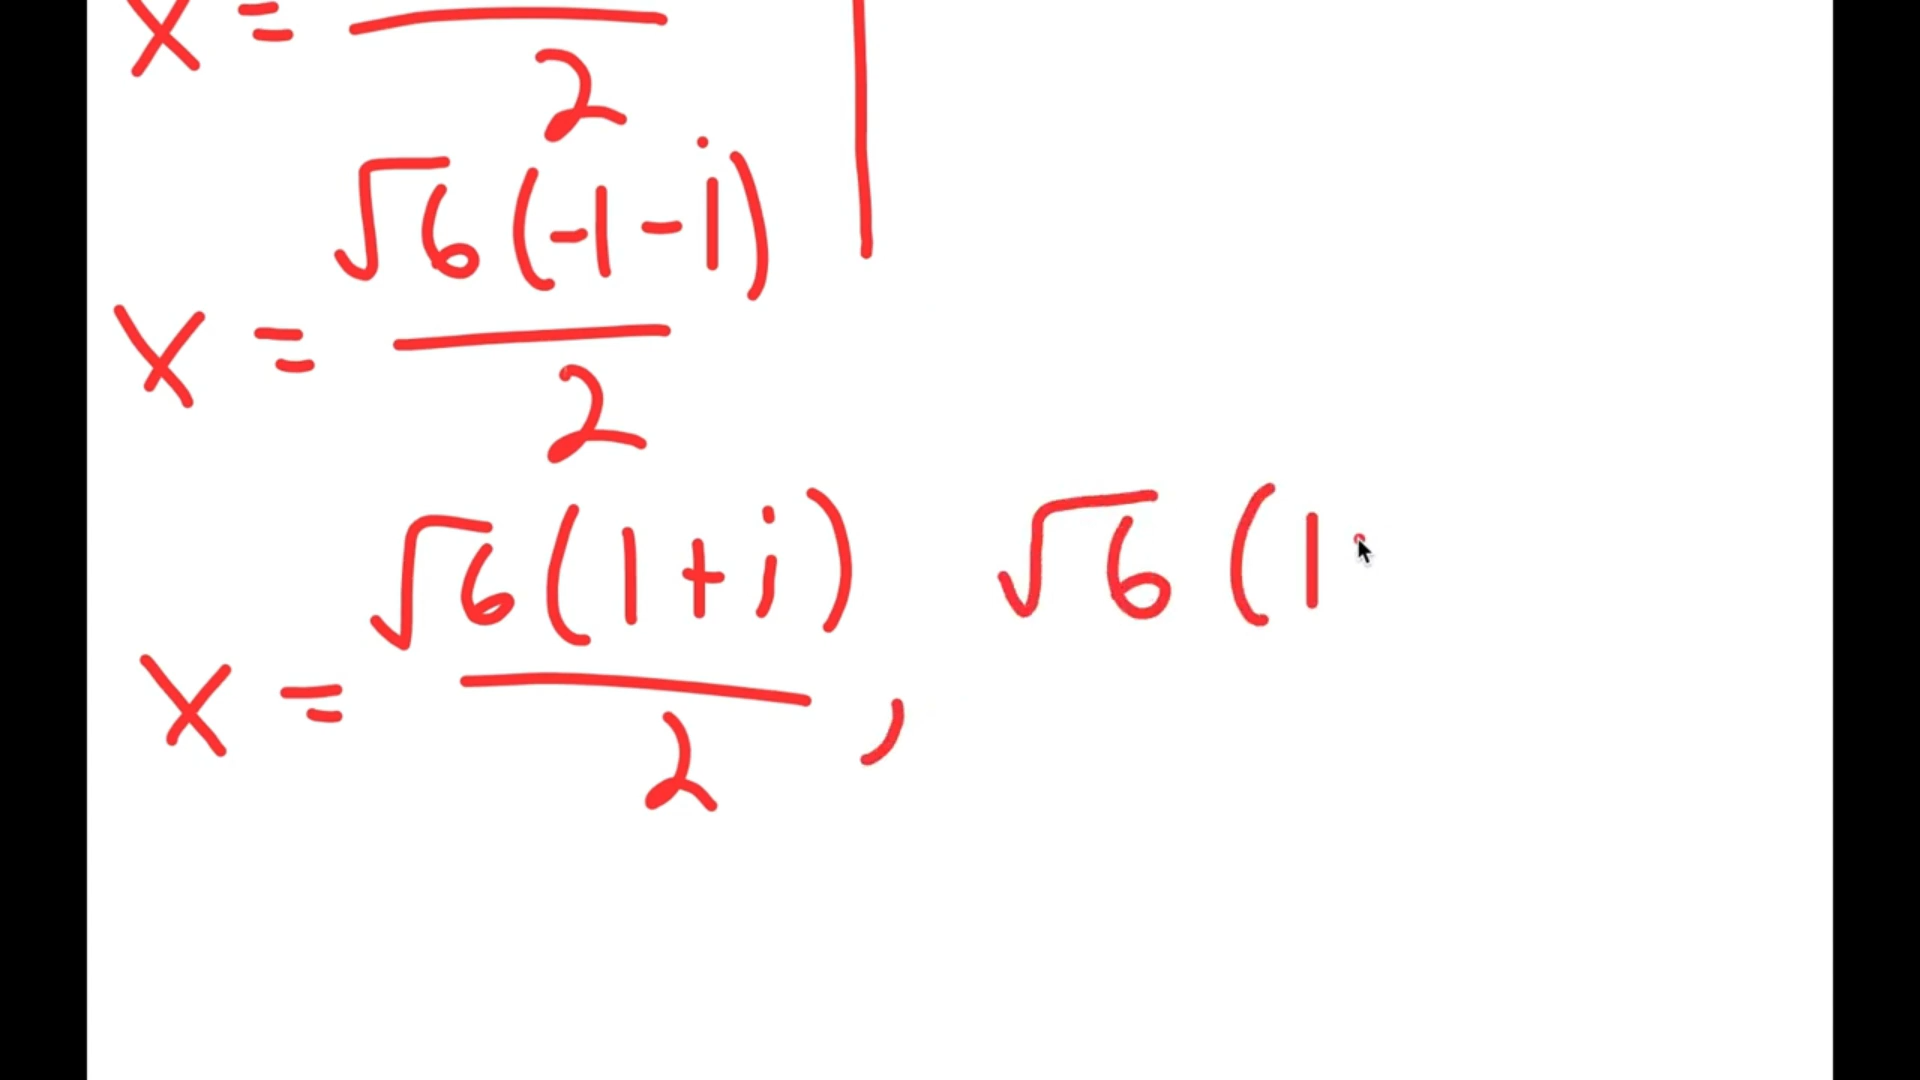 x = ―
2
√6 (-1 - i)
x = ―
2
√6 (1 + i) √6 (1
x = ― ,
2